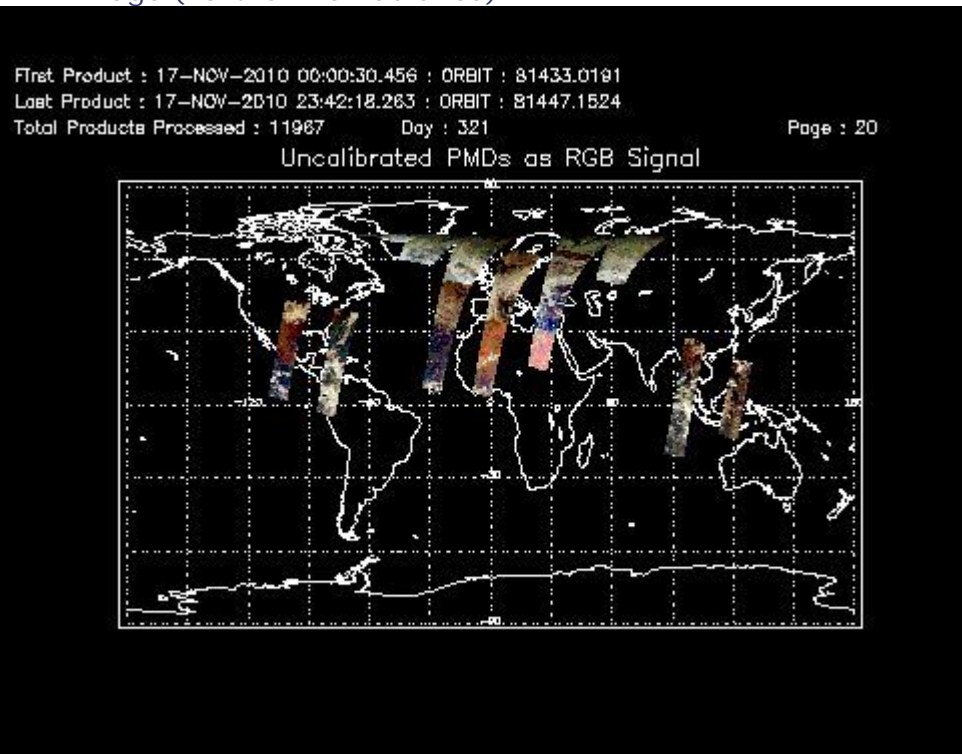 First Product : 17-NOV-2010 00:00:30.456 : ORBIT : 81433.0191
Last Product : 17-NOV-2010 23:42:18.263 : ORBIT : 81447.1524
Total Products Processed : 11967 Day : 321 Page : 20
Uncalibrated PMDs as RGB Signal
-120
-30
-90